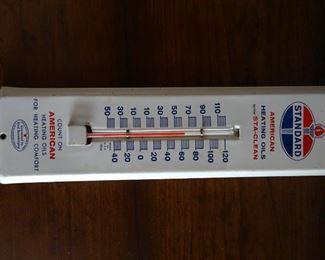 STANDARD
AMERICAN
HEATING OILS
WITH STA-CLEAN
120
110
100
90
80
70
60
50
40
30
20
10
0
10
20
30
40
50
COUNT ON
AMERICAN
HEATING OILS
FOR HEATING COMFORT